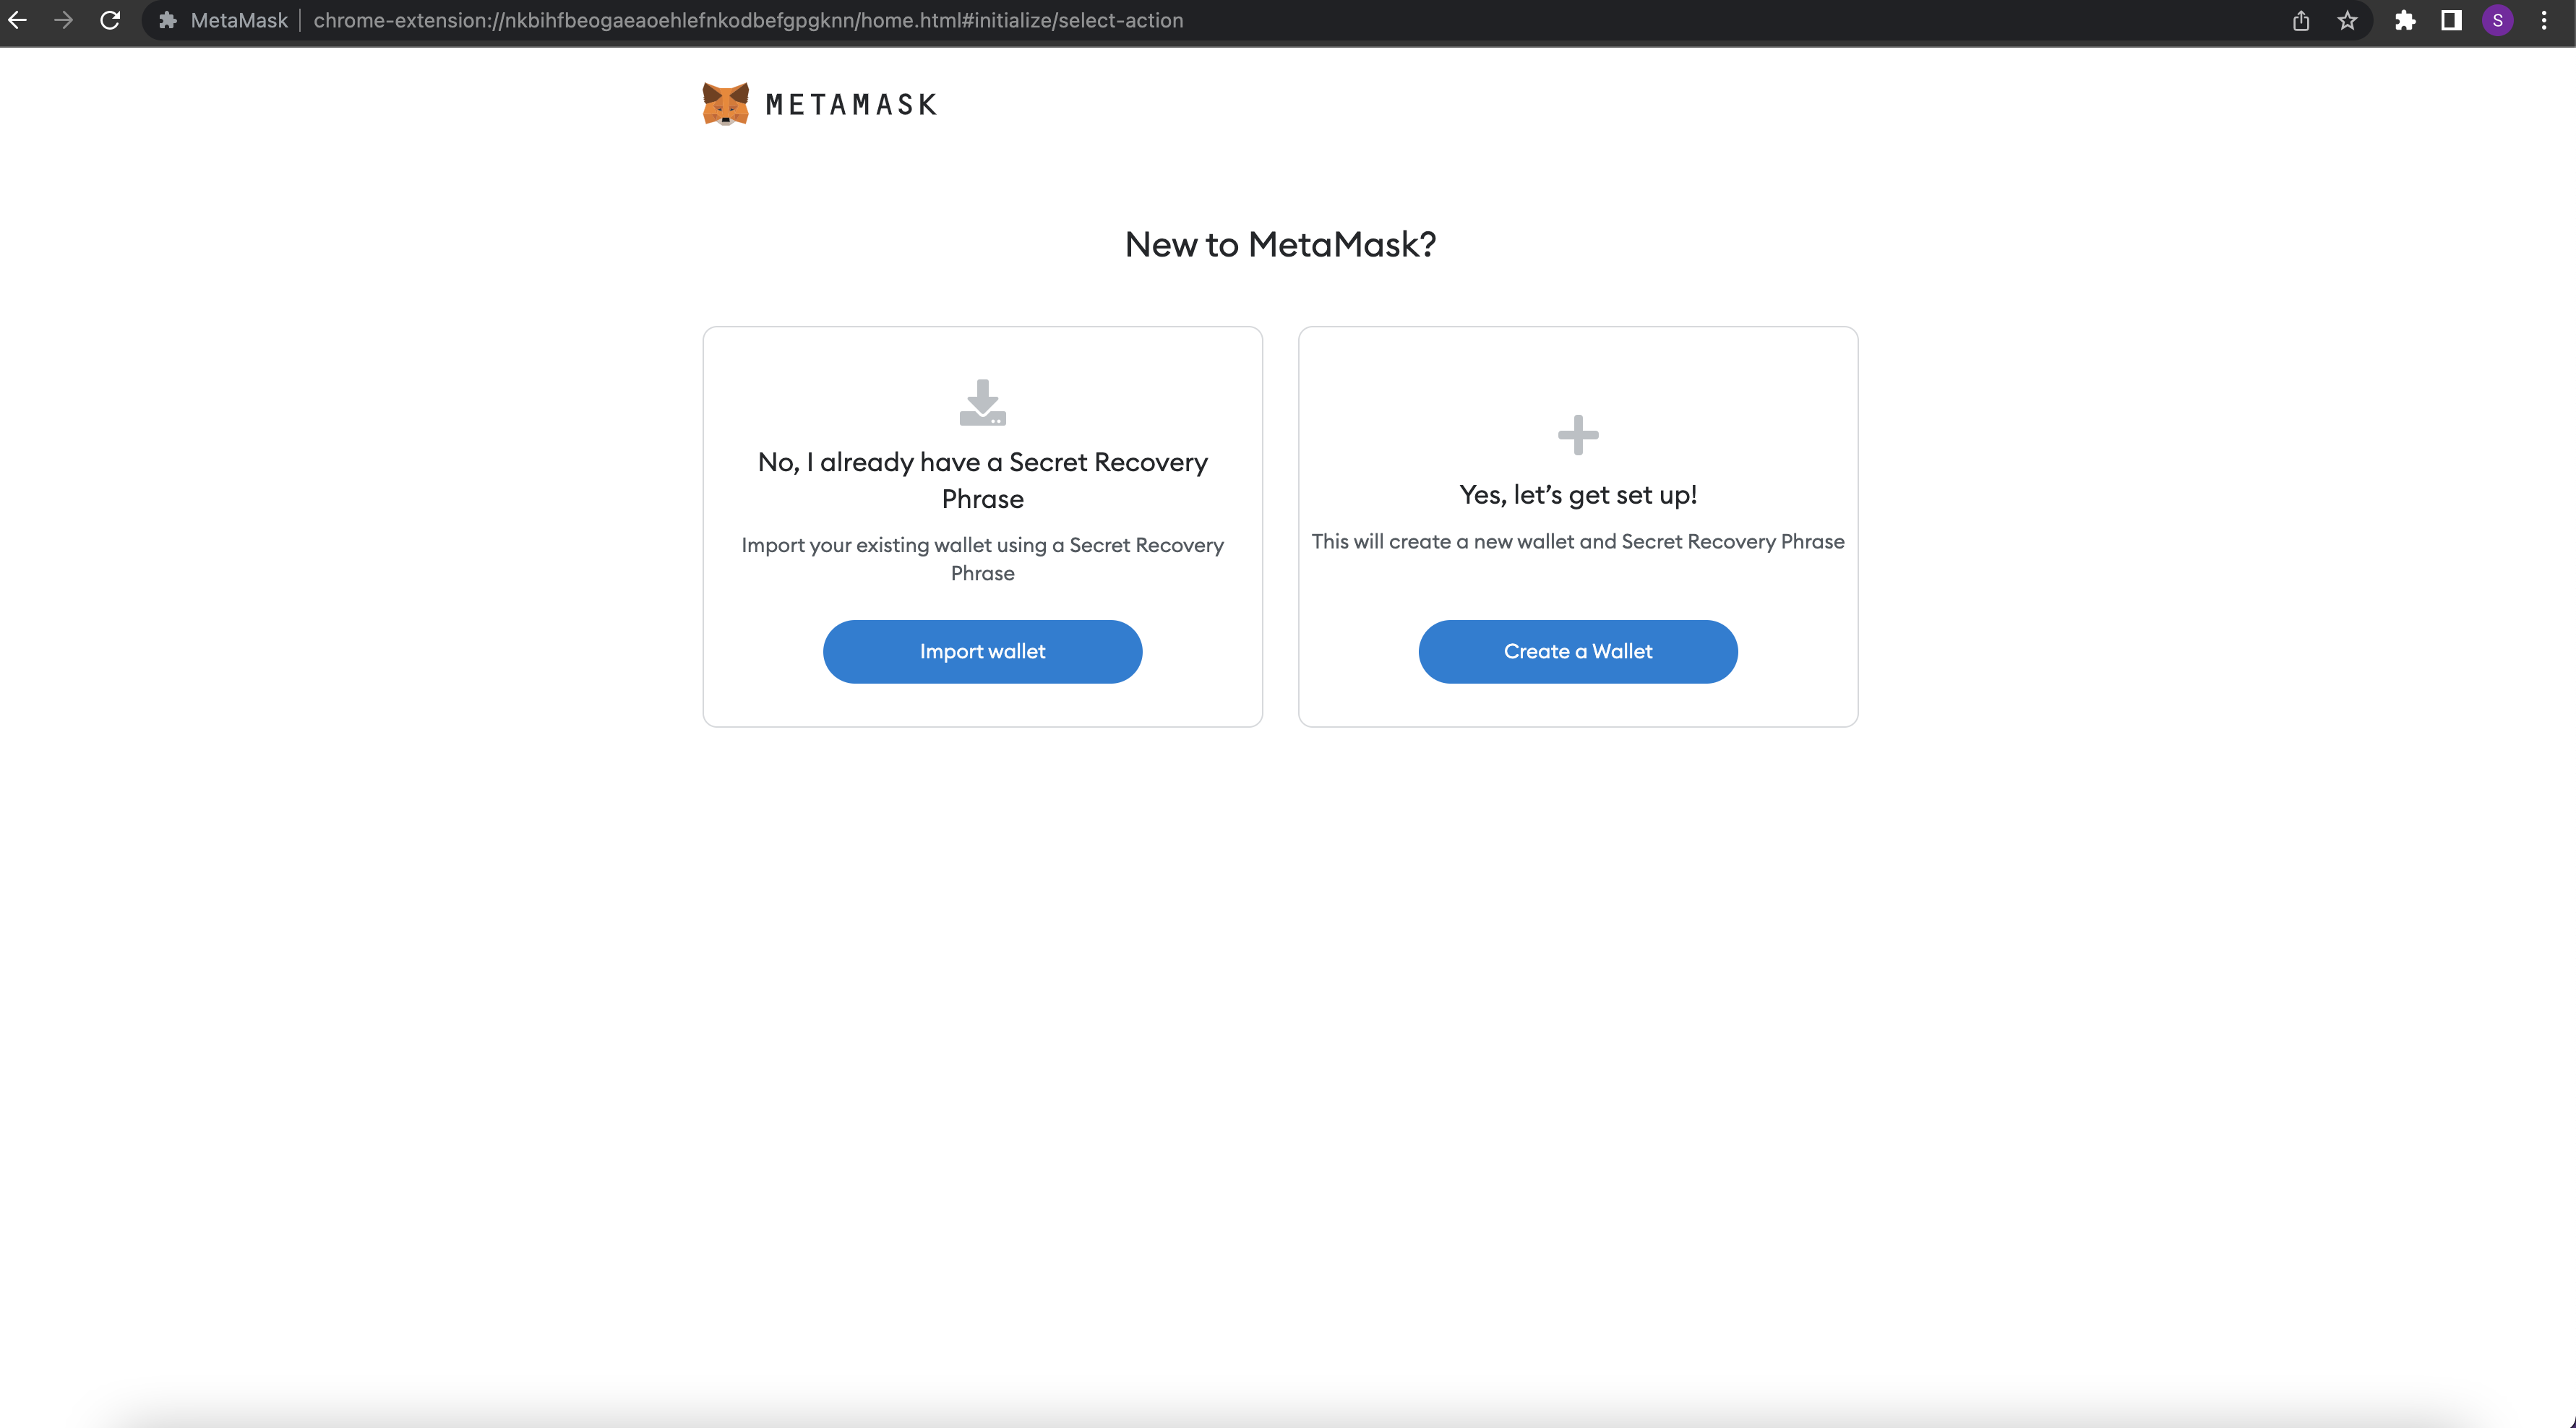 MetaMask | chrome-extension://nkbihfbeogaeaoehlefnkodbefgpgknn/home.html#initialize/select-action
S
METAMASK
New to MetaMask?
No, I already have a Secret Recovery
Phrase
Import your existing wallet using a Secret Recovery
Phrase
Import wallet
Yes, let’s get set up!
This will create a new wallet and Secret Recovery Phrase
Create a Wallet